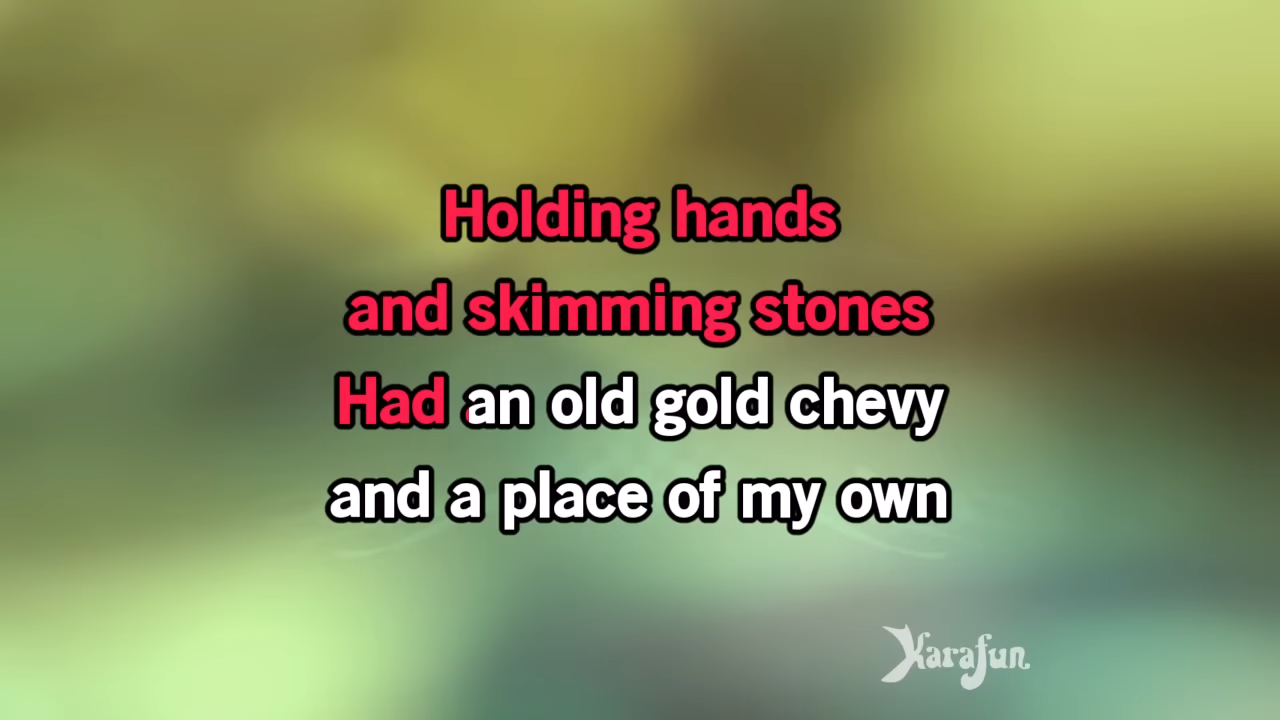 Holding hands
and skimming stones
Had an old gold chevy
and a place of my own
Karafun